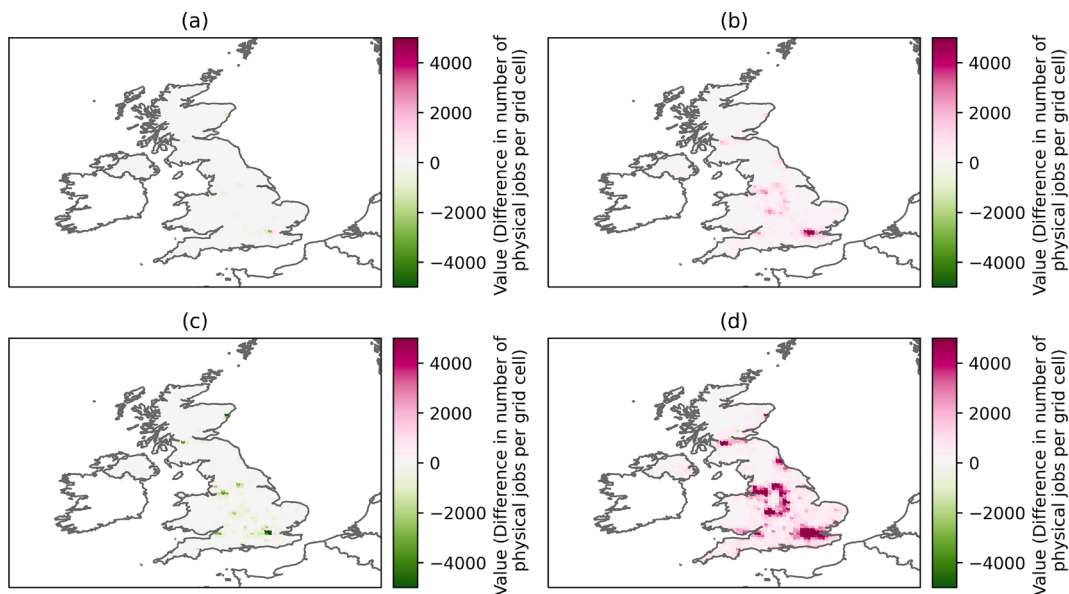 (a)
4000
2000
0
−2000
−4000
Value (Difference in number of
physical jobs per grid cell)
(b)
4000
2000
0
−2000
−4000
Value (Difference in number of
physical jobs per grid cell)
(c)
4000
2000
0
−2000
−4000
Value (Difference in number of
physical jobs per grid cell)
(d)
4000
2000
0
−2000
−4000
Value (Difference in number of
physical jobs per grid cell)